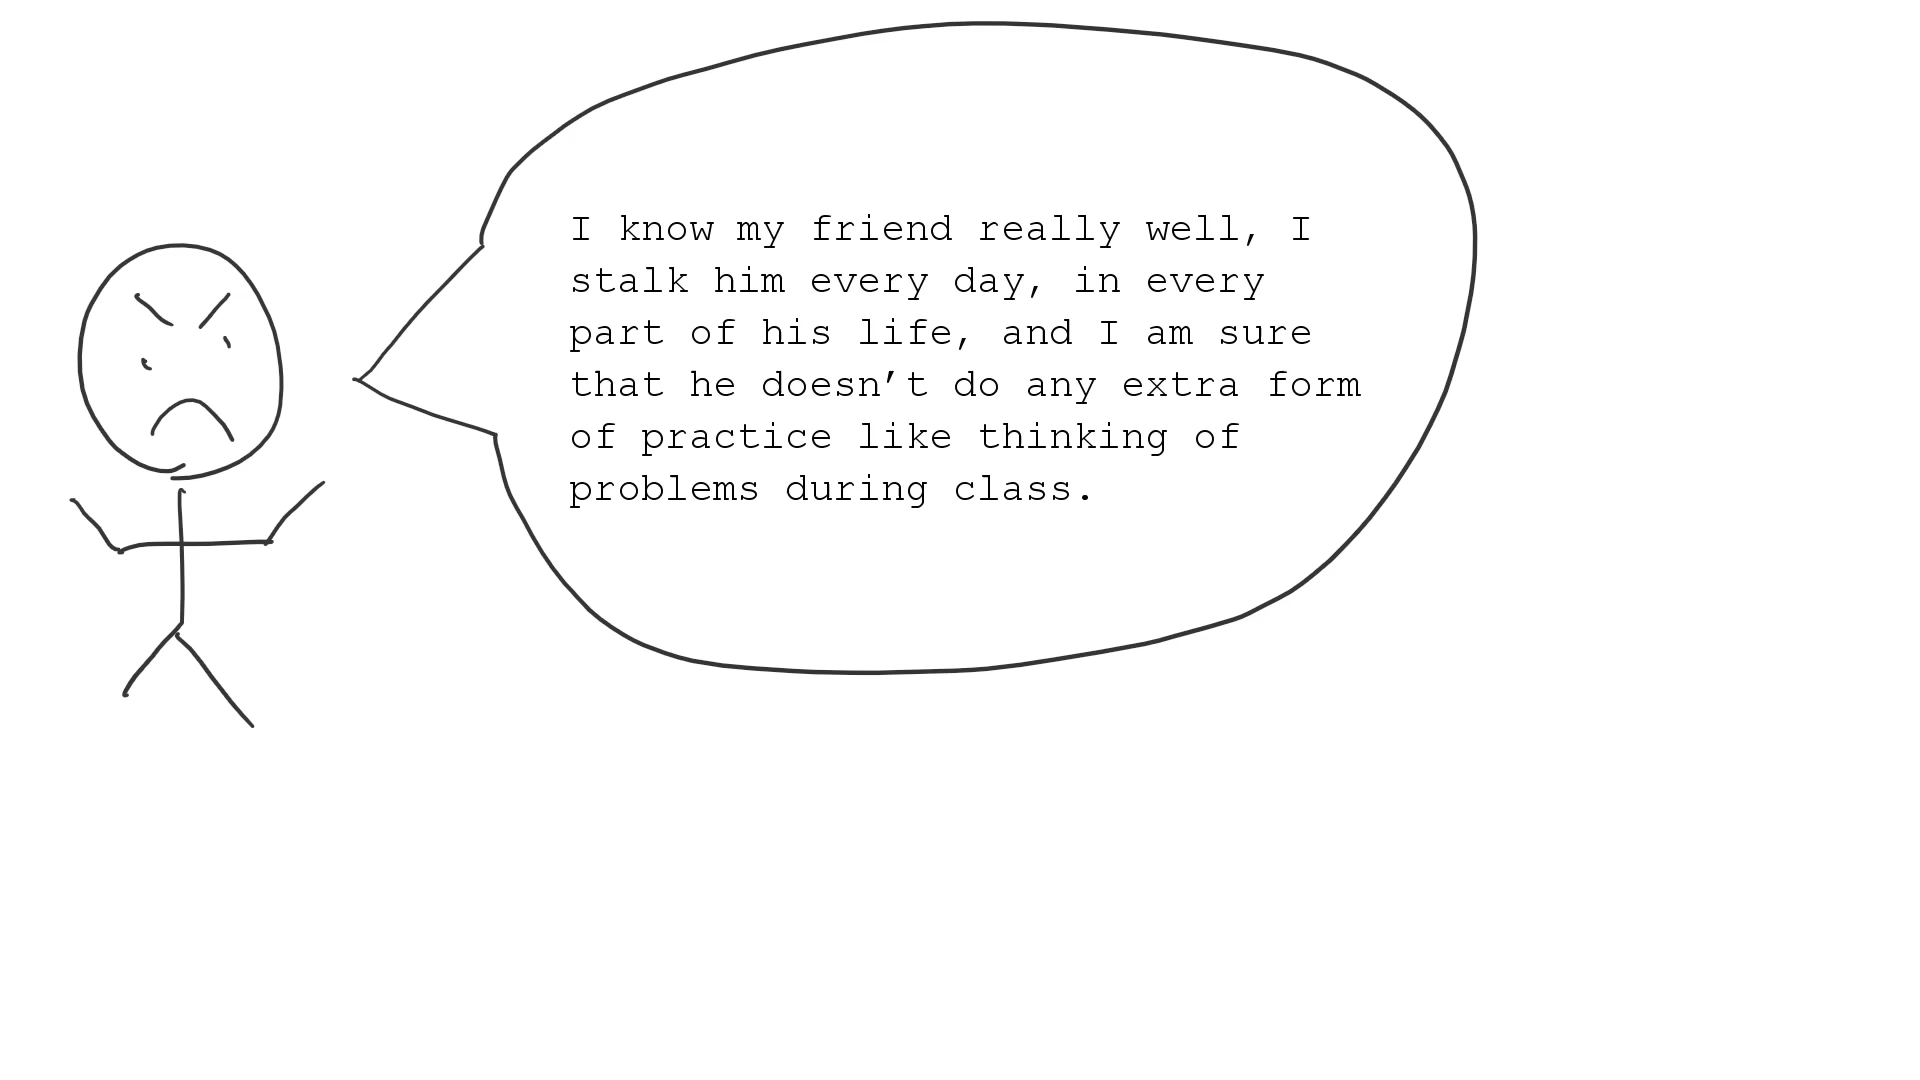 I know my friend really well, I
stalk him every day, in every
part of his life, and I am sure
that he doesn’t do any extra form
of practice like thinking of
problems during class.